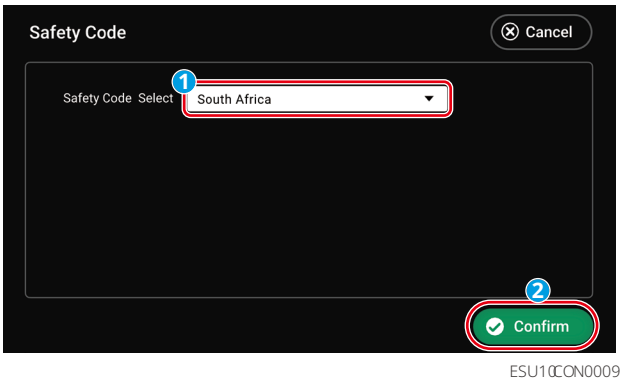 Safety Code
Cancel
1
Safety Code Select
South Africa
2
Confirm
ESU10CON0009